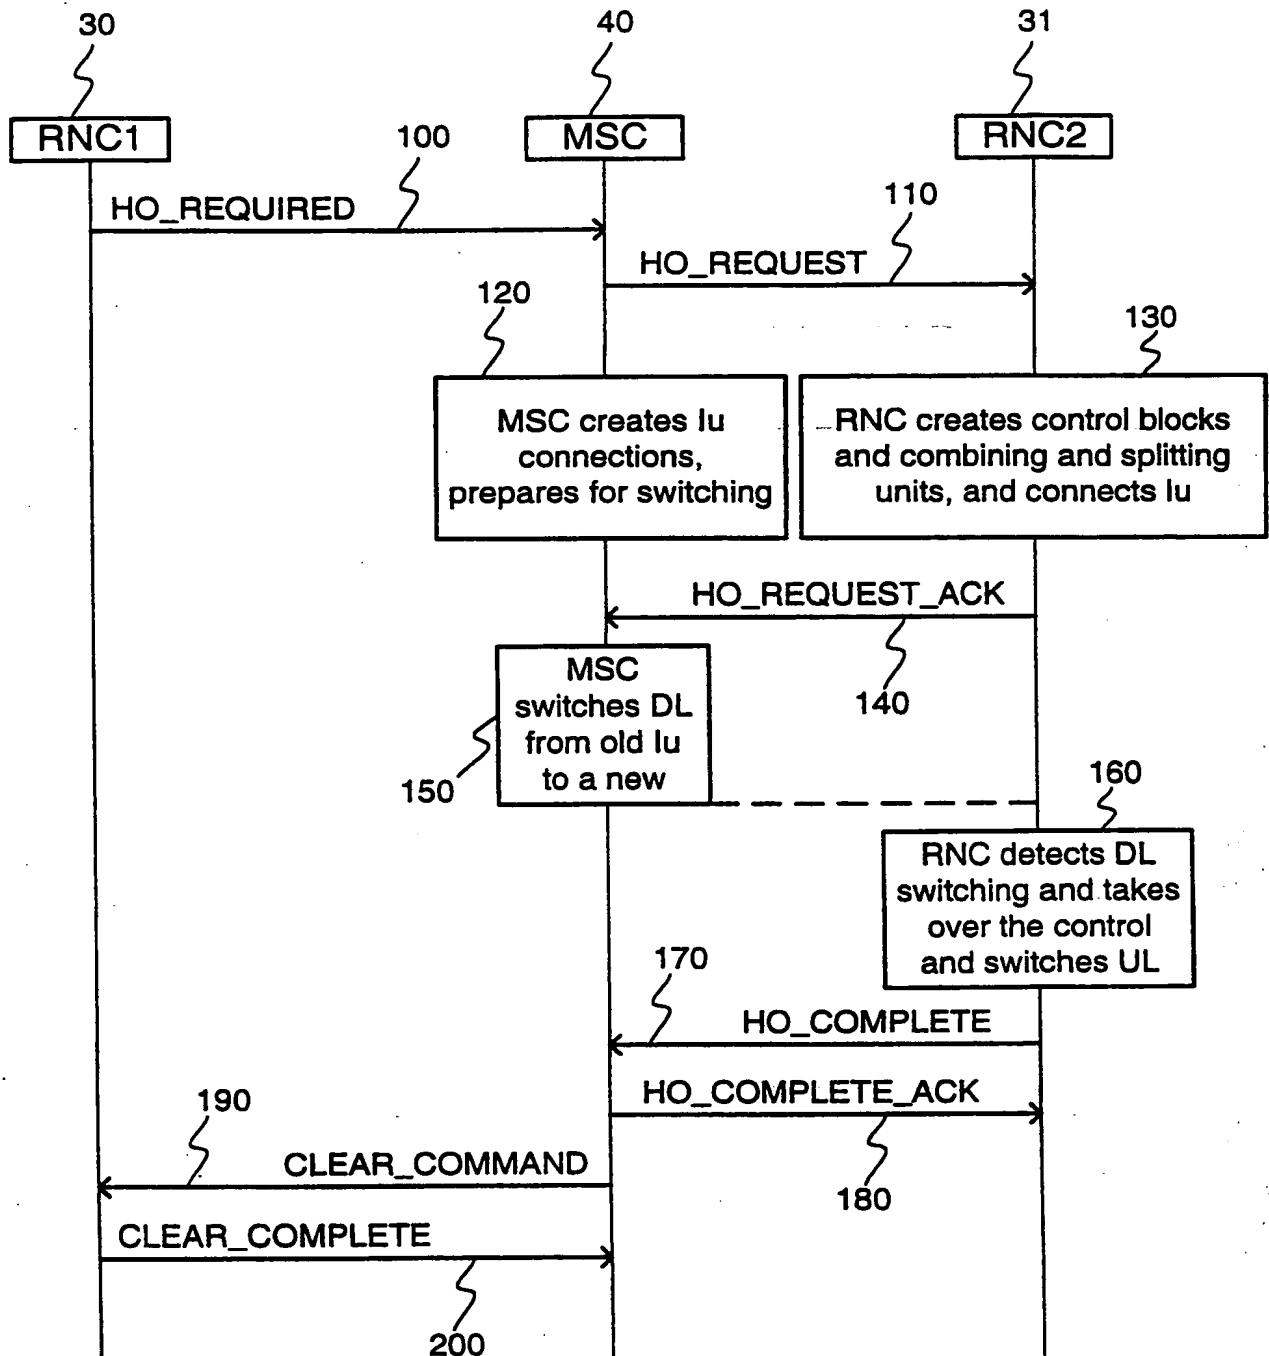 30
40
31
RNC1
MSC
RNC2
100
HO_REQUIRED
110
HO_REQUEST
120
130
MSC creates Iu
connections,
prepares for switching
RNC creates control blocks
and combining and splitting
units, and connects Iu
HO_REQUEST_ACK
140
MSC
switches DL
from old Iu
to a new
150
160
RNC detects DL
switching and takes
over the control
and switches UL
170
HO_COMPLETE
HO_COMPLETE_ACK
180
190
CLEAR_COMMAND
CLEAR_COMPLETE
200